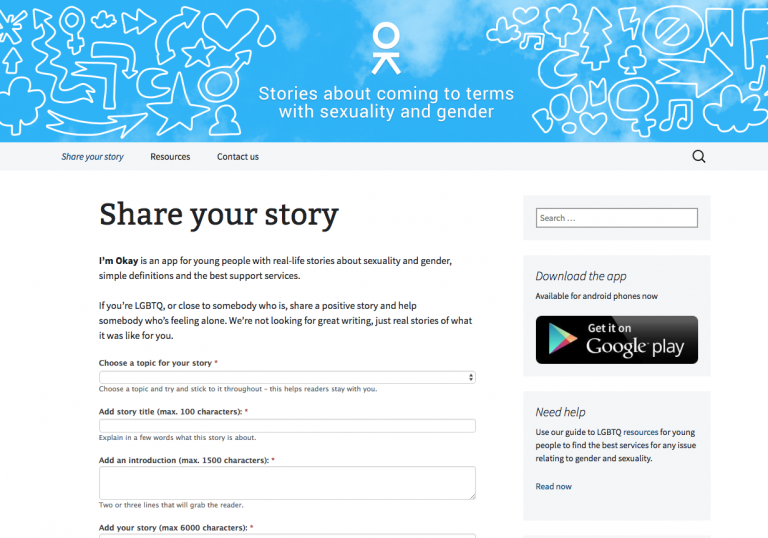 OK
Stories about coming to terms
with sexuality and gender
Share your story
Resources
Contact us
Share your story
I'm Okay is an app for young people with real-life stories about sexuality and gender,
simple definitions and the best support services.
If you're LGBTQ, or close to somebody who is, share a positive story and help
somebody who's feeling alone. We're not looking for great writing, just real stories of what
it was like for you.
Choose a topic for your story *
Choose a topic and try and stick to it throughout – this helps readers stay with you.
Add story title (max. 100 characters): *
Explain in a few words what this story is about.
Add an introduction (max. 1500 characters): *
Two or three lines that will grab the reader.
Add your story (max 6000 characters): *
Search …
Download the app
Available for android phones now
Get it on
Google play
Need help
Use our guide to LGBTQ resources for young
people to find the best services for any issue
relating to gender and sexuality.
Read now